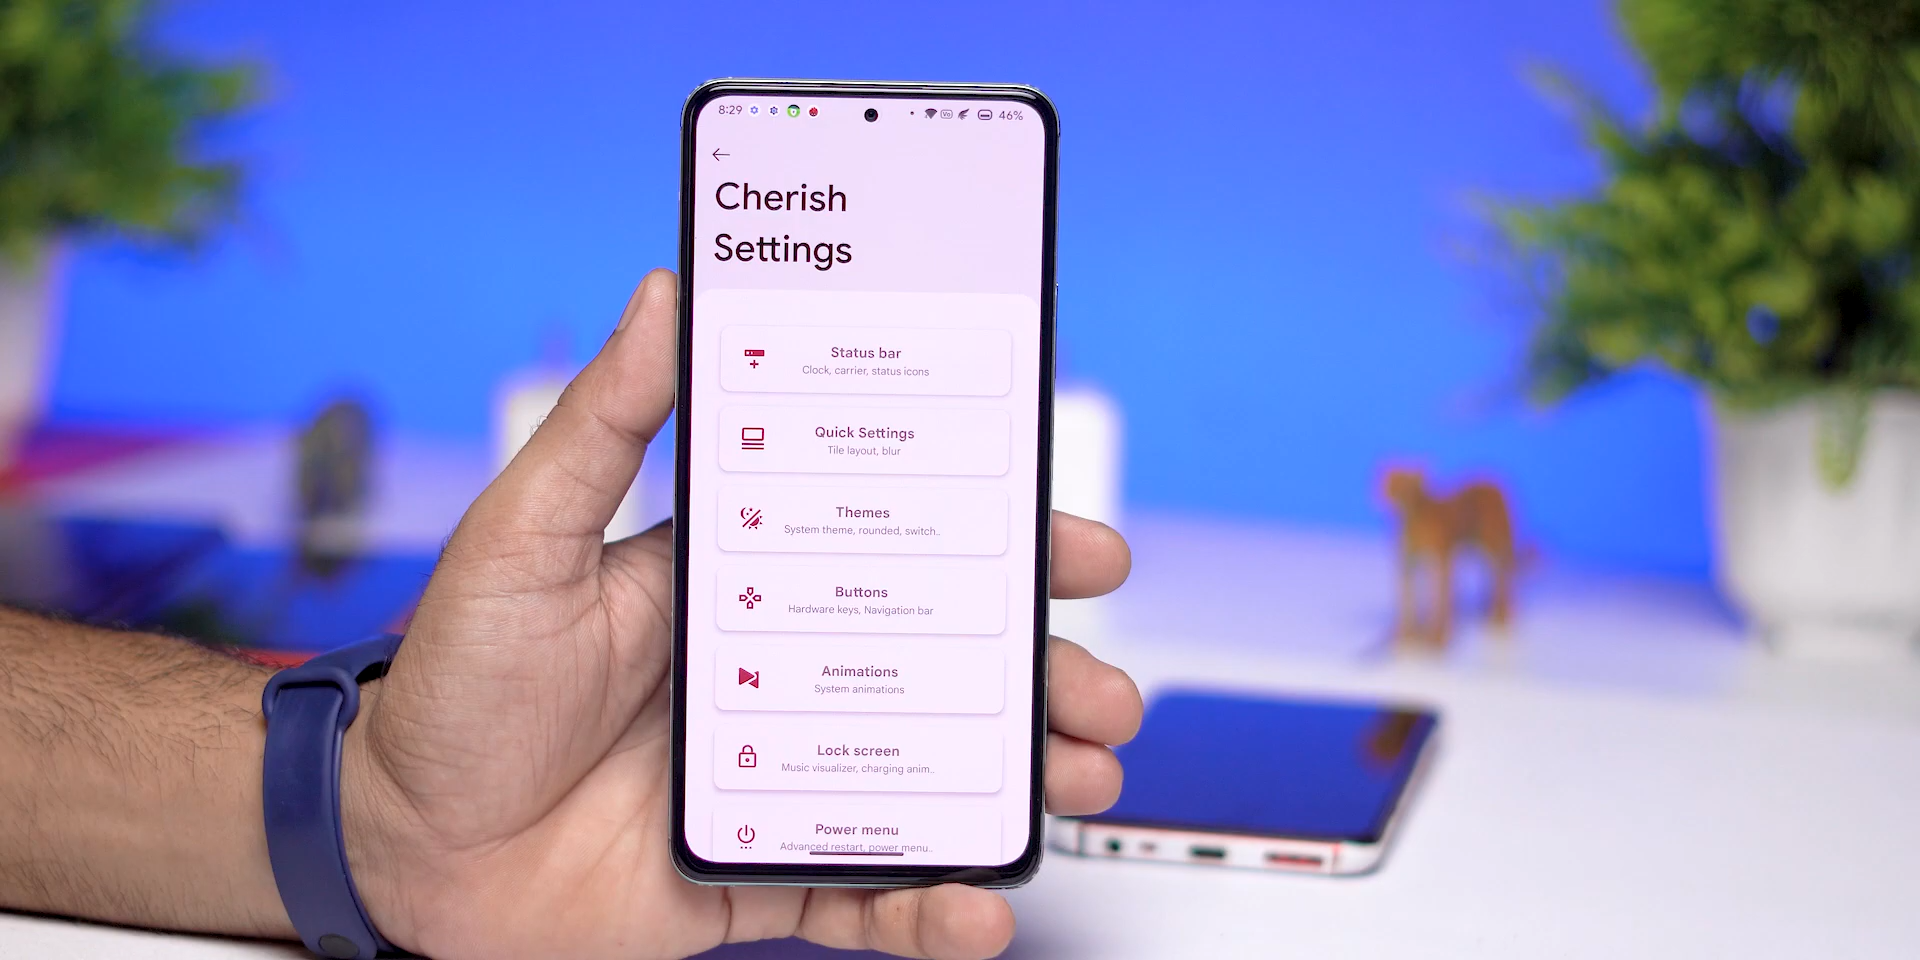 8:29 Vo 46%
Cherish
Settings
Status bar
Clock, carrier, status icons
Quick Settings
Tile layout, blur
Themes
System theme, rounded, switch..
Buttons
Hardware keys, Navigation bar
Animations
System animations
Lock screen
Music visualizer, charging anim..
Power menu
Advanced restart, power menu..